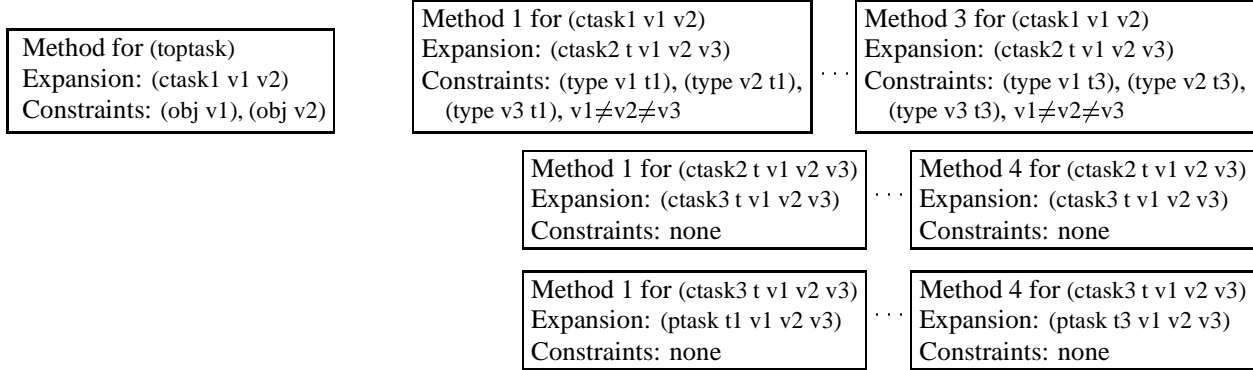 Method for (toptask)
Expansion: (ctask1 v1 v2)
Constraints: (obj v1), (obj v2)
Method 1 for (ctask1 v1 v2)
Expansion: (ctask2 t v1 v2 v3)
Constraints: (type v1 t1), (type v2 t1),
(type v3 t1), v1≠v2≠v3
. . .
Method 3 for (ctask1 v1 v2)
Expansion: (ctask2 t v1 v2 v3)
Constraints: (type v1 t3), (type v2 t3),
(type v3 t3), v1≠v2≠v3
Method 1 for (ctask2 t v1 v2 v3)
Expansion: (ctask3 t v1 v2 v3)
Constraints: none
. . .
Method 4 for (ctask2 t v1 v2 v3)
Expansion: (ctask3 t v1 v2 v3)
Constraints: none
Method 1 for (ctask3 t v1 v2 v3)
Expansion: (ptask t1 v1 v2 v3)
Constraints: none
. . .
Method 4 for (ctask3 t v1 v2 v3)
Expansion: (ptask t3 v1 v2 v3)
Constraints: none